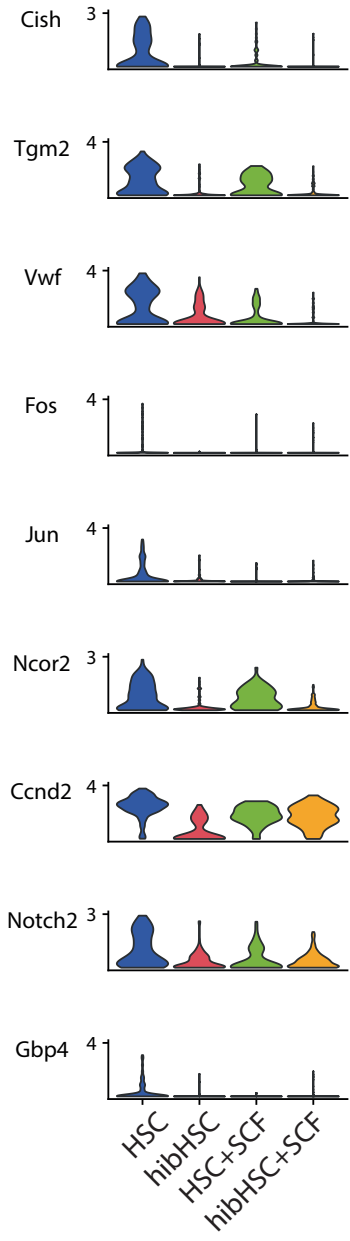 Cish 3
Tgm2 4
Vwf 4
Fos 4
Jun 4
Ncor2 3
Ccnd2 4
Notch2 3
Gbp4 4
HSC
hibHSC
HSC+SCF
hibHSC+SCF